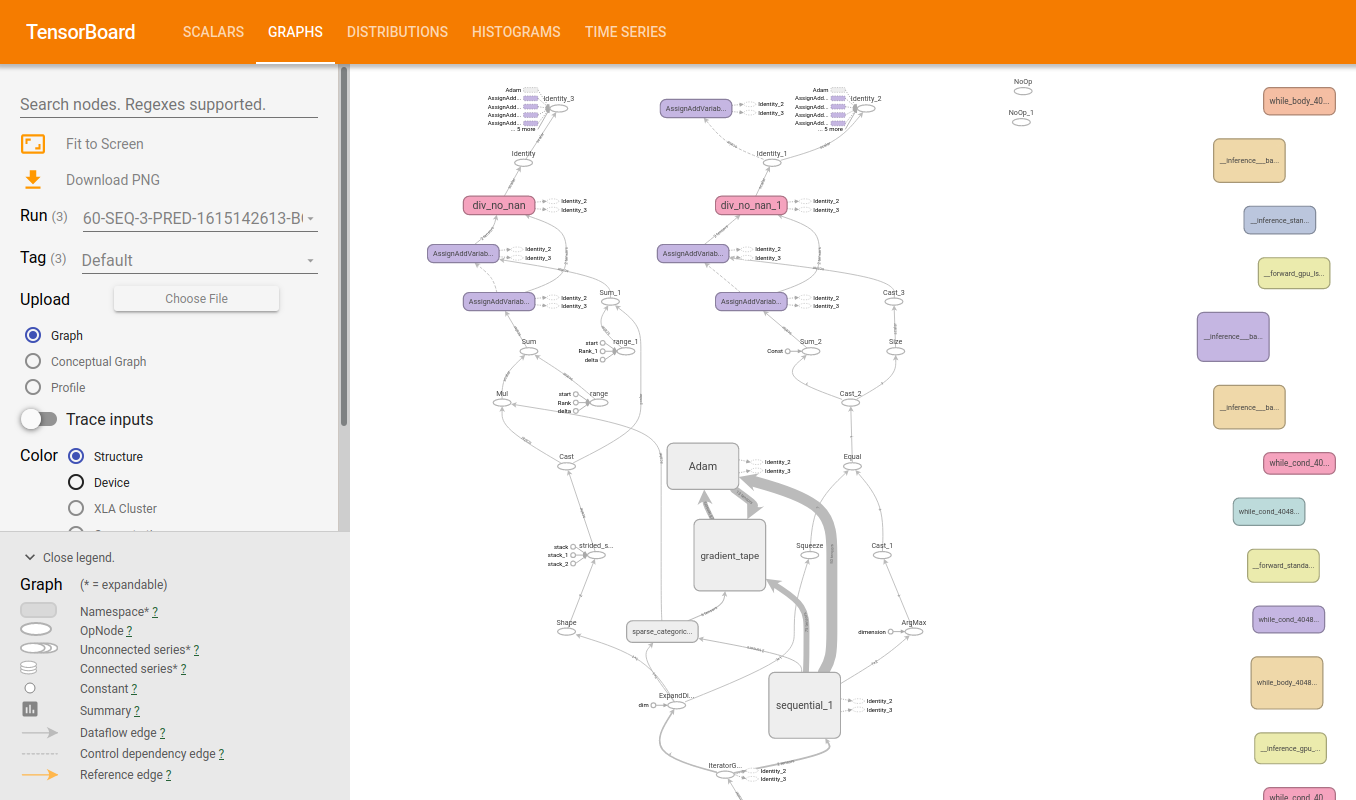 TensorBoard SCALARS GRAPHS DISTRIBUTIONS HISTOGRAMS TIME SERIES
Search nodes. Regexes supported.
Fit to Screen
Download PNG
Run (3) 60-SEQ-3-PRED-1615142613-B
Tag (3) Default
Upload Choose File
Graph
Conceptual Graph
Profile
Trace inputs
Color Structure
Device
XLA Cluster
Close legend.
Graph (* = expandable)
Namespace* ?
OpNode ?
Unconnected series* ?
Connected series* ?
Constant ?
Summary ?
Dataflow edge ?
Control dependency edge ?
Reference edge ?
Adam
AssignAdd...
AssignAdd...
AssignAdd...
AssignAdd...
... 5 more
Identity_3
AssignAddVariab...
Identity_2
Identity_3
Adam
AssignAdd...
AssignAdd...
AssignAdd...
AssignAdd...
... 5 more
Identity_2
NoOp
NoOp_1
Identity
Identity_1
div_no_nan
Identity_2
Identity_3
div_no_nan_1
Identity_2
Identity_3
AssignAddVariab...
Identity_2
Identity_3
AssignAddVariab...
Identity_2
Identity_3
AssignAddVariab...
Identity_2
Identity_3
Sum_1
AssignAddVariab...
Identity_2
Identity_3
Cast_3
Sum
start
Rank_1
delta
range_1
Const
Sum_2
Size
Mul
start
Rank
delta
range
Cast_2
Cast
Adam
Identity_2
Identity_3
Equal
stack
stack_1
stack_2
strided_s...
gradient_tape
Squeeze
Cast_1
Shape
sparse_categoric...
dimension
ArgMax
dim
ExpandDi...
sequential_1
Identity_2
Identity_3
IteratorG...
Identity_2
Identity_3
while_body_40...
__inference___ba...
__inference_stan...
__forward_gpu_ls...
__inference___ba...
__inference___ba...
while_cond_40...
while_cond_4048...
__forward_standa...
while_cond_4048...
while_body_4048...
__inference_gpu_...
while_cond_40...